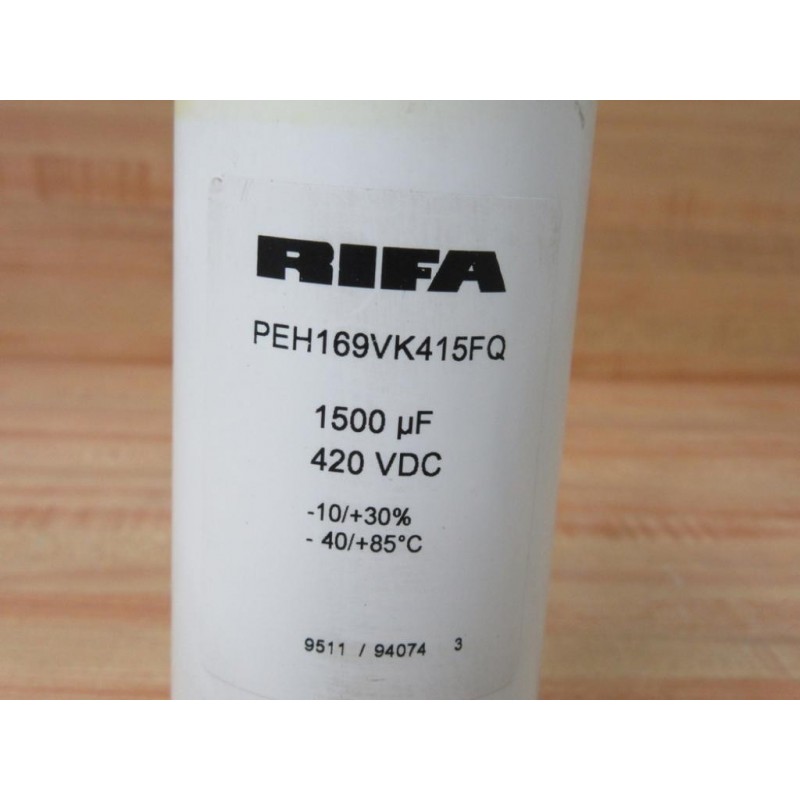 RIFA
PEH169VK415FQ
1500 µF
420 VDC
-10/+30%
- 40/+85°C
9511 / 94074 3